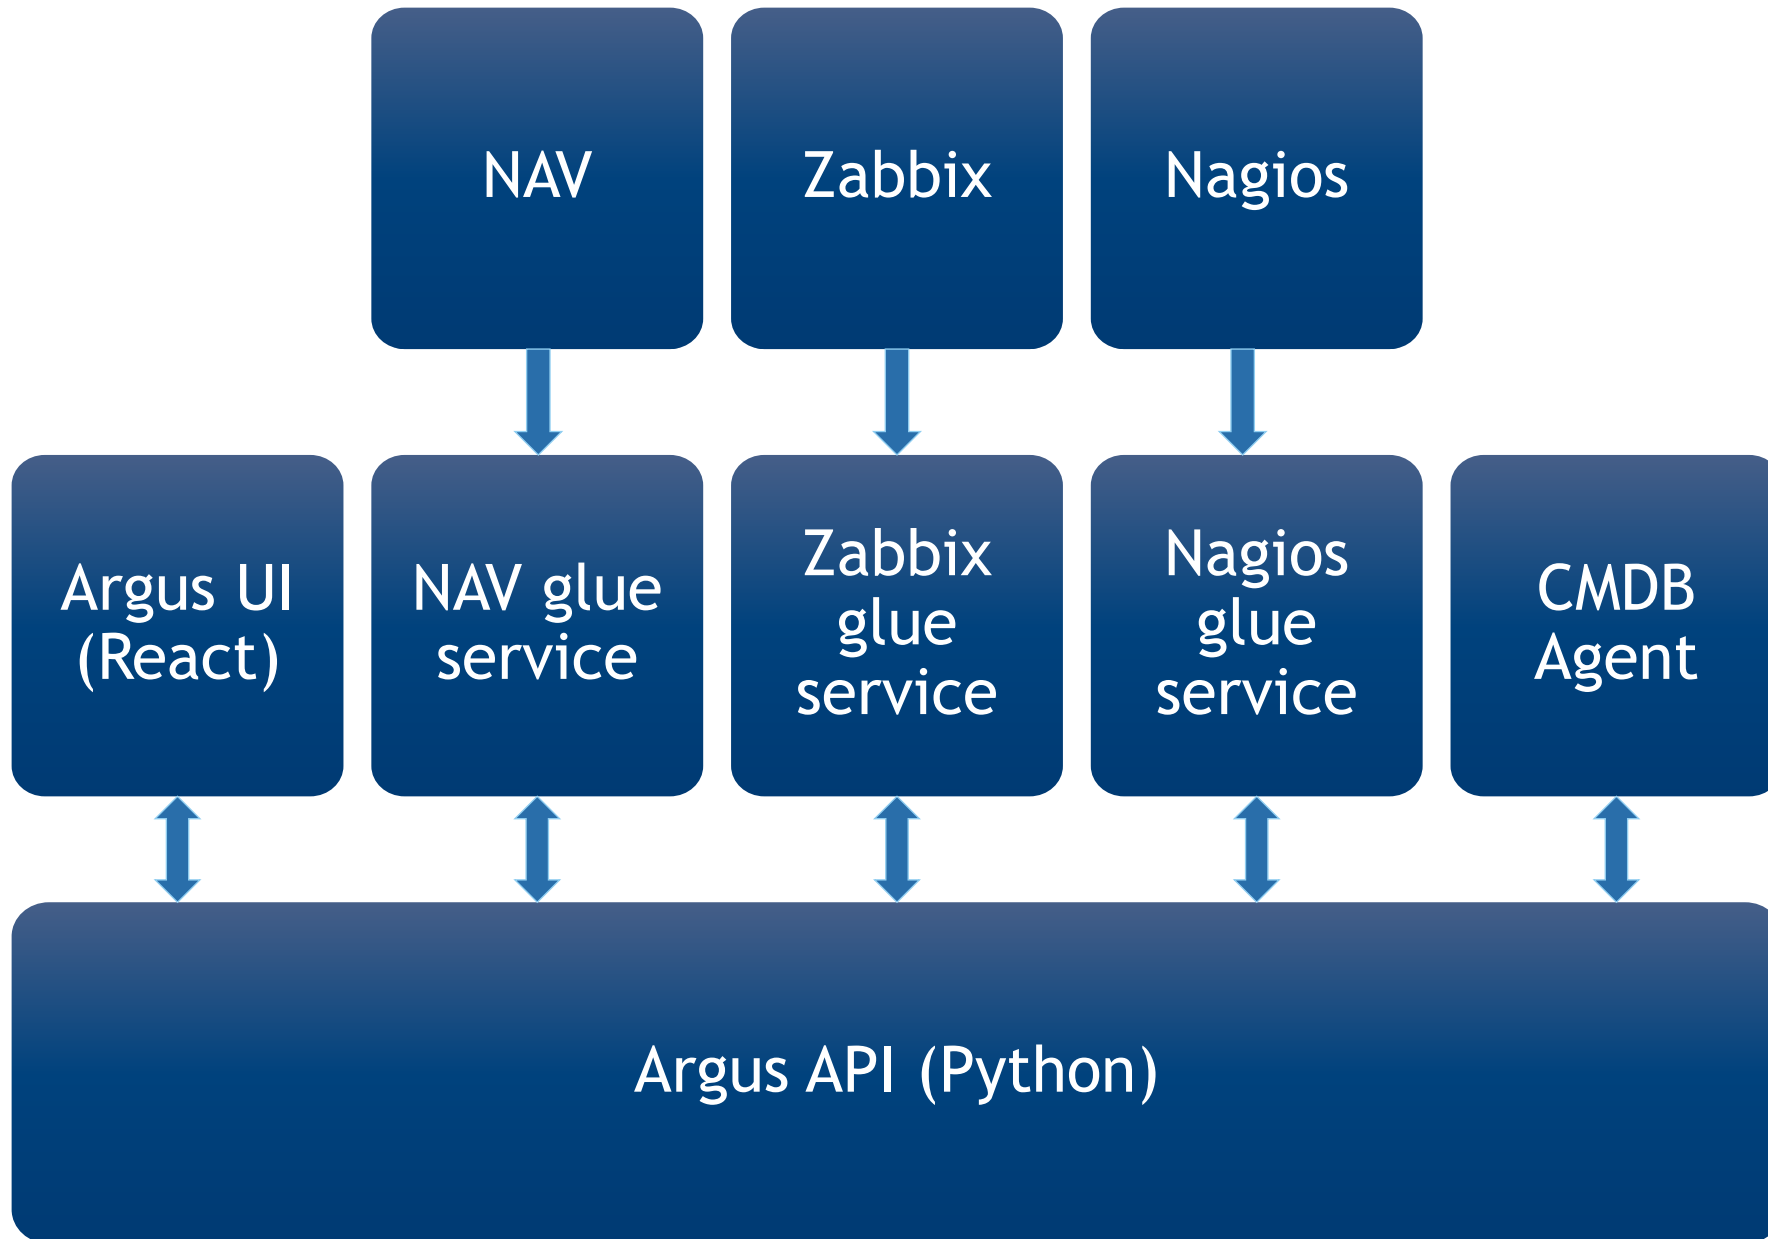 NAV
Zabbix
Nagios
Argus UI
(React)
NAV glue
service
Zabbix
glue
service
Nagios
glue
service
CMDB
Agent
Argus API (Python)